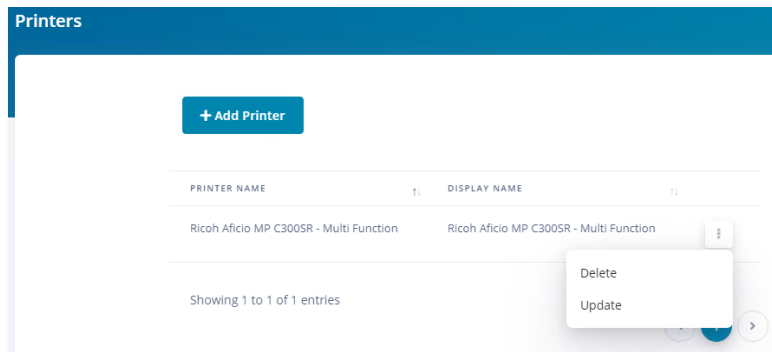 Printers
+ Add Printer
PRINTER NAME DISPLAY NAME
Ricoh Aficio MP C300SR - Multi Function Ricoh Aficio MP C300SR - Multi Function
Delete
Update
Showing 1 to 1 of 1 entries